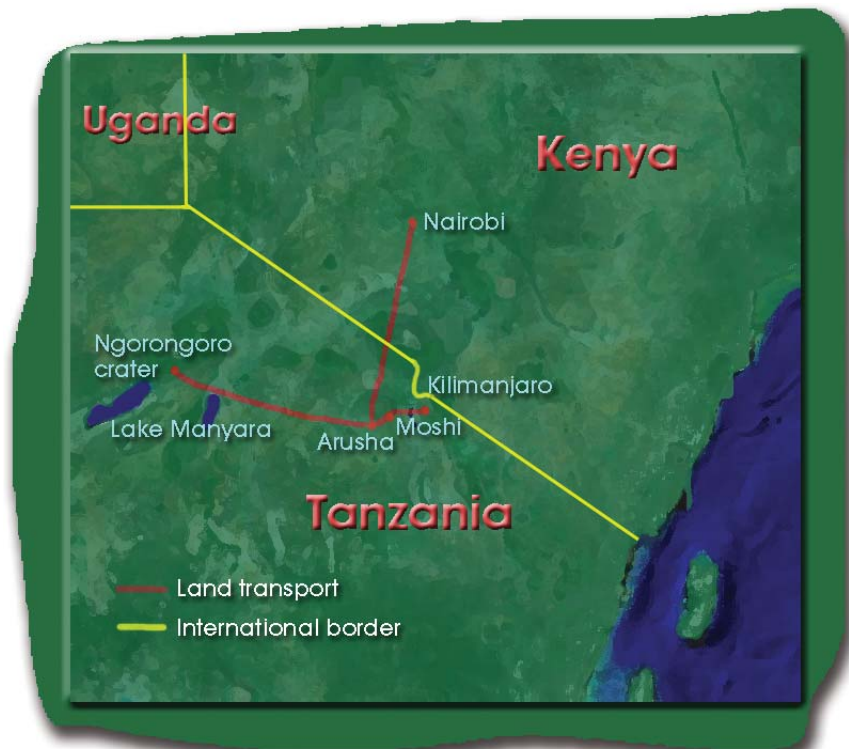 Uganda
Kenya
Nairobi
Ngorongoro
crater
Kilimanjaro
Lake Manyara
Arusha
Moshi
Tanzania
Land transport
International border